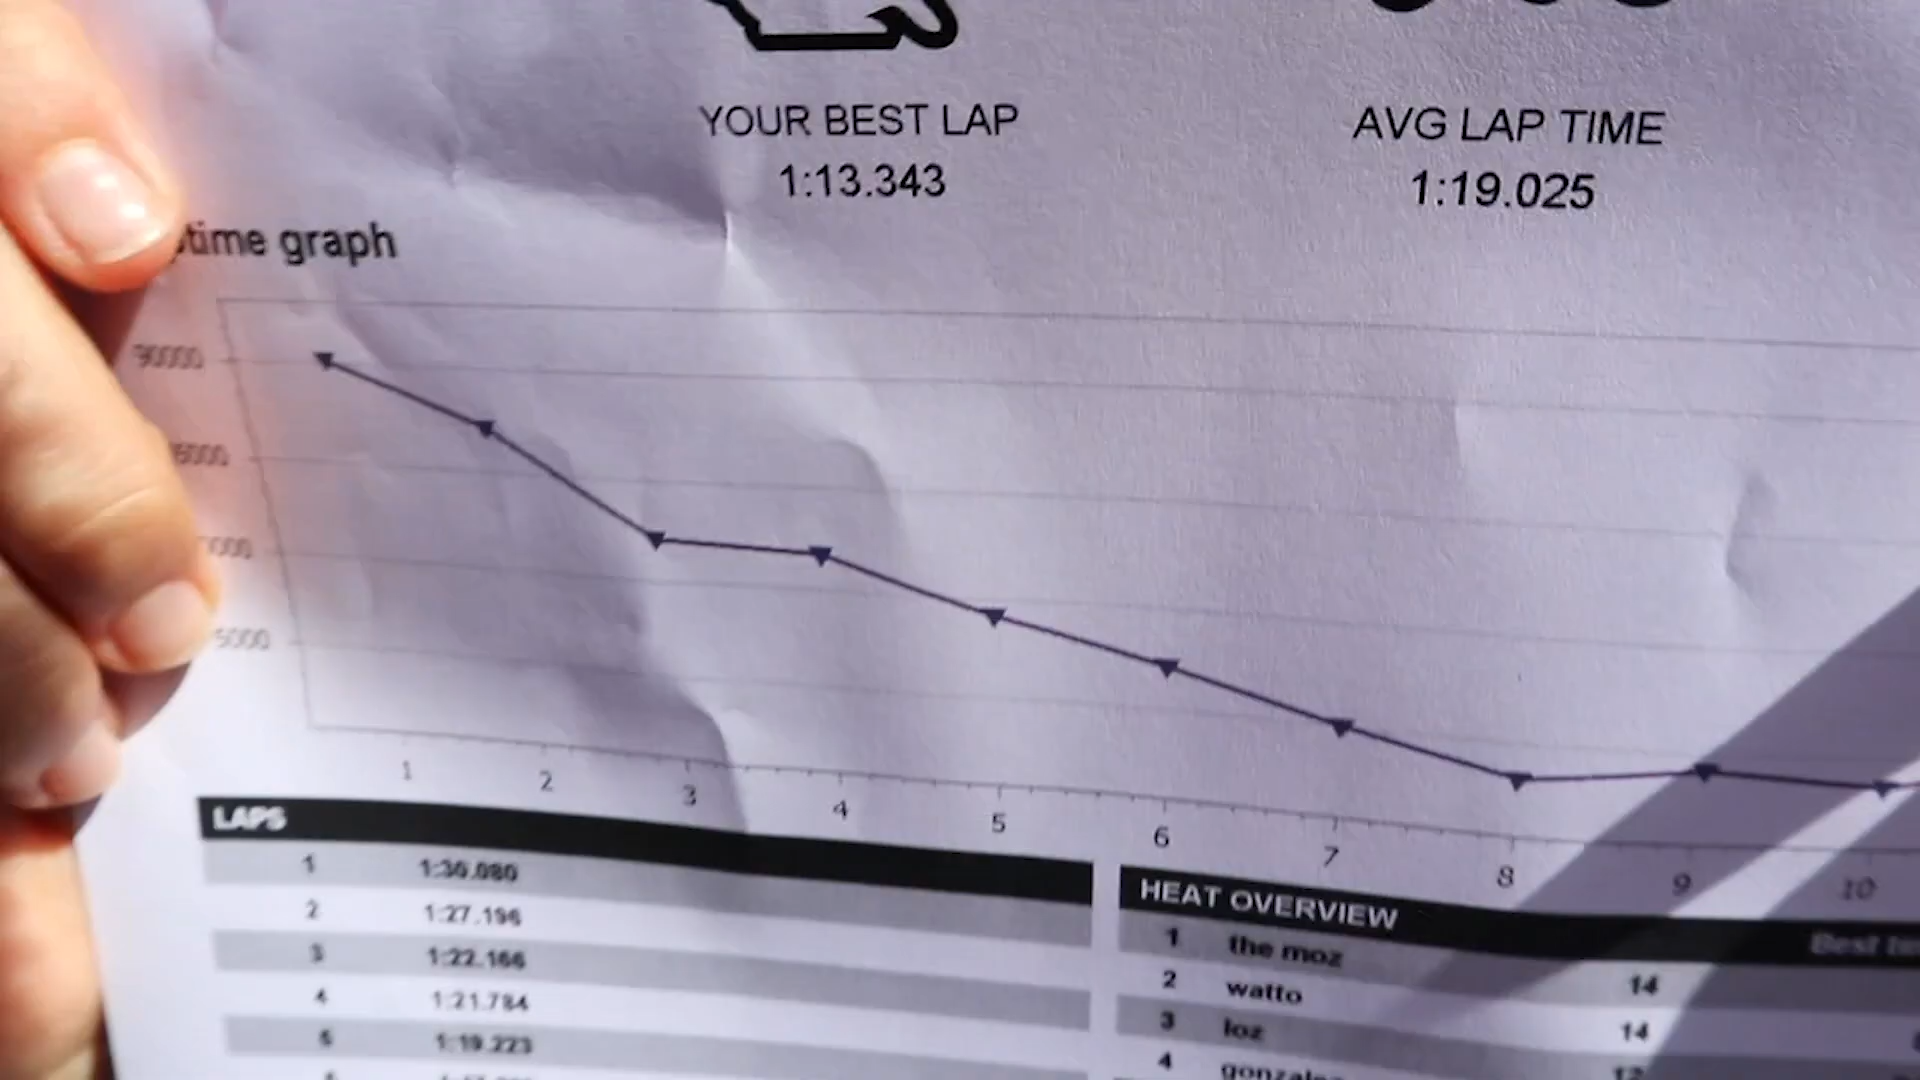 YOUR BEST LAP
AVG LAP TIME
1:13.343
1:19.025
time graph
90000
5000
1 2 3 4 5 6 7 8 9 10
LAPS
1 1:30.080
2 1:27.196
3 1:22.166
4 1:21.784
5 1:19.223
HEAT OVERVIEW
Best
1 the moz 14
2 watto 14
3 loz
4